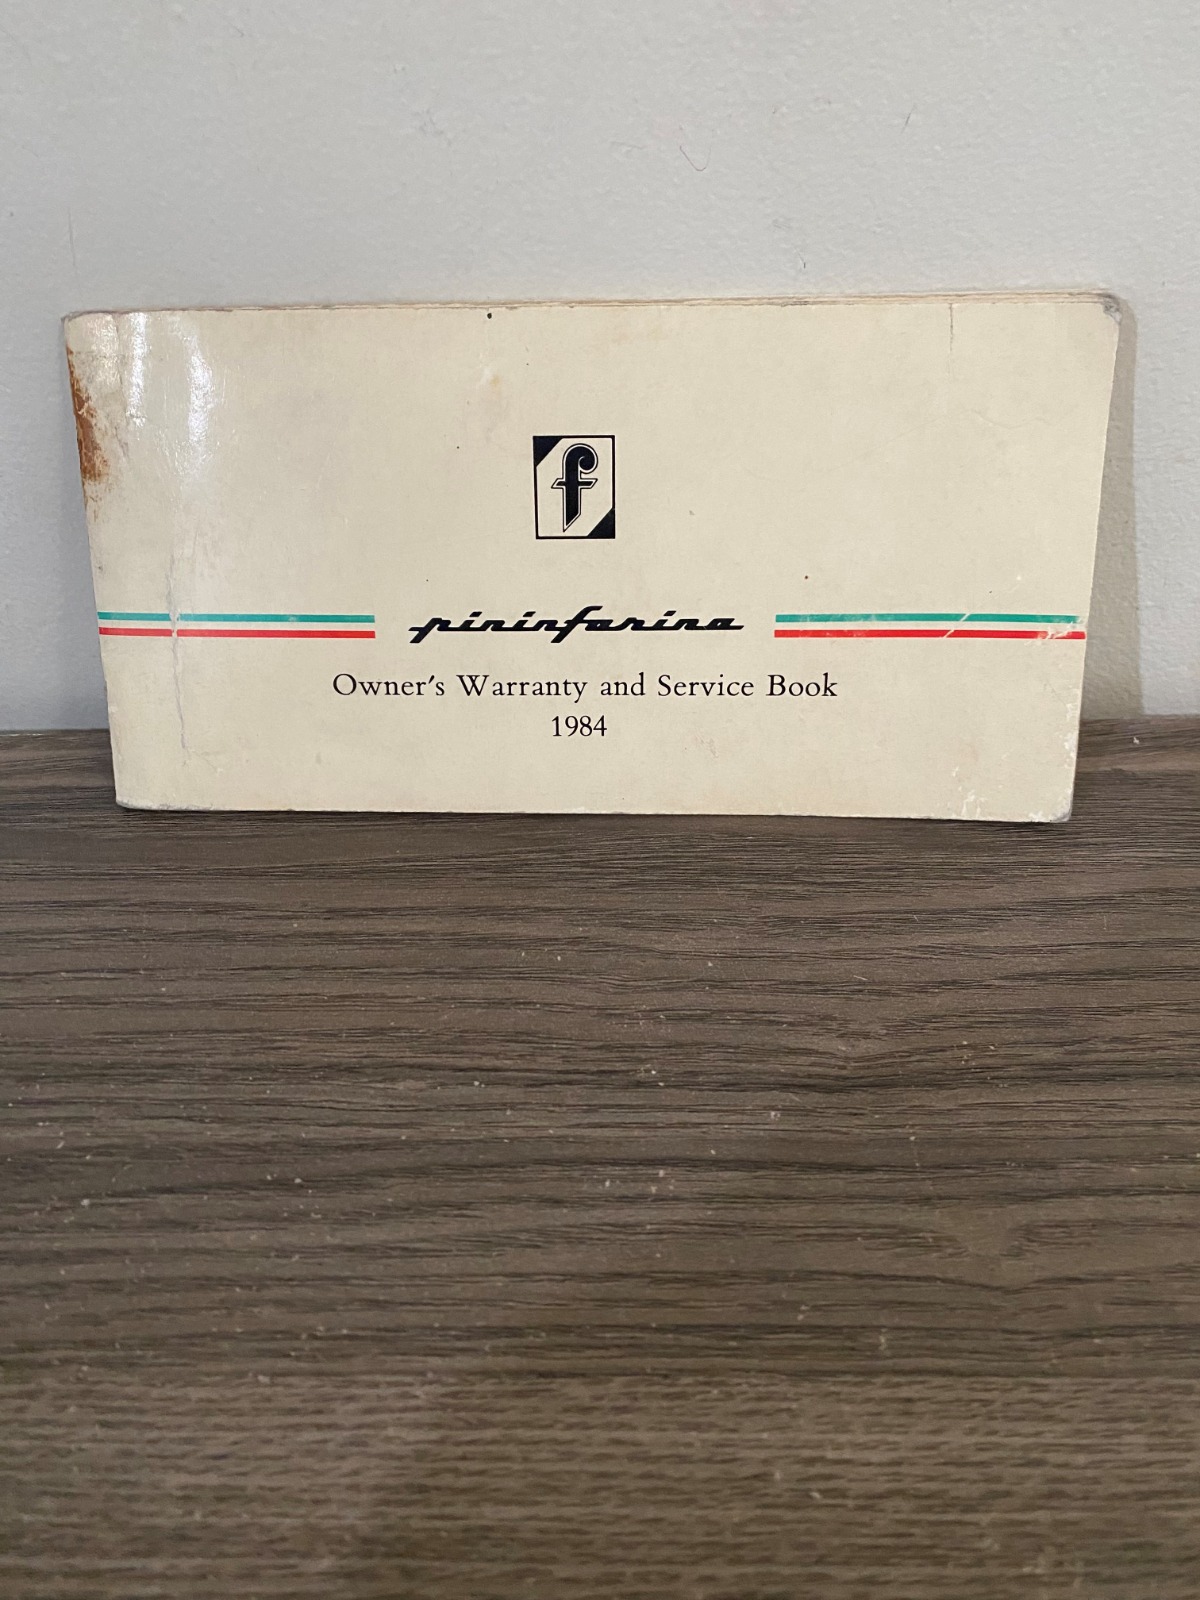 f
pininfarina
Owner's Warranty and Service Book
1984